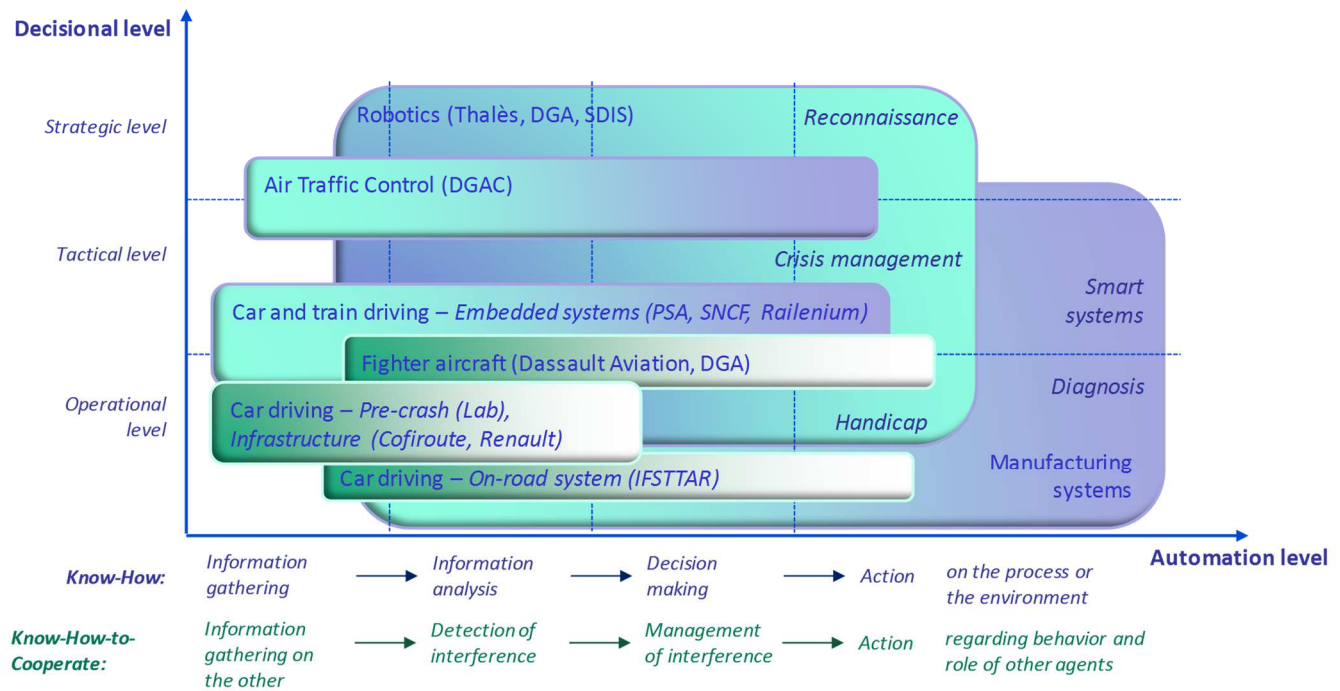 Decisional level
Strategic level
Robotics (Thalès, DGA, SDIS)
Reconnaissance
Air Traffic Control (DGAC)
Tactical level
Crisis management
Car and train driving – Embedded systems (PSA, SNCF, Railenium)
Smart
systems
Fighter aircraft (Dassault Aviation, DGA)
Diagnosis
Operational
level
Car driving – Pre-crash (Lab),
Infrastructure (Cofiroute, Renault)
Handicap
Car driving – On-road system (IFSTTAR)
Manufacturing
systems
Automation level
Know-How:
Information
gathering
Information
analysis
Decision
making
Action
on the process or
the environment
Know-How-to-
Cooperate:
Information
gathering on
the other
Detection of
interference
Management
of interference
Action
regarding behavior and
role of other agents